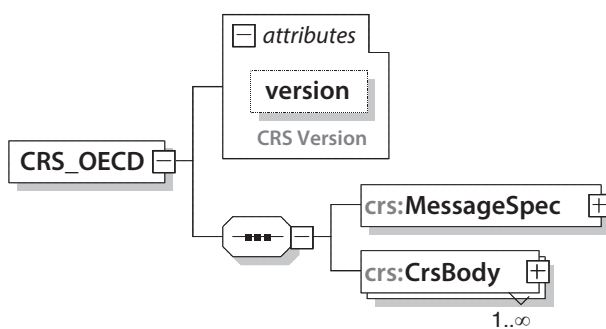 attributes
version
CRS Version
CRS_OECD
crs:MessageSpec
crs:CrsBody
1..∞